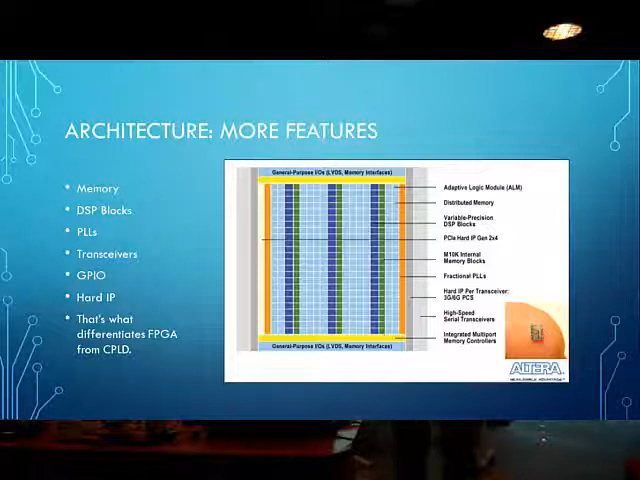 ARCHITECTURE: MORE FEATURES
• Memory
• DSP Blocks
• PLLs
• Transceivers
• GPIO
• Hard IP
• That's what
differentiates FPGA
from CPLD.
General-Purpose I/Os (LVDS, Memory Interfaces)
Adaptive Logic Module (ALM)
Distributed Memory
Variable-Precision
DSP Blocks
PCIe Hard IP Gen 2x4
M10K Internal
Memory Blocks
Fractional PLLs
Hard IP Per Transceiver:
3G/6G PCS
High-Speed
Serial Transceivers
Integrated Multiport
Memory Controllers
General-Purpose I/Os (LVDS, Memory Interfaces)
ALTERA